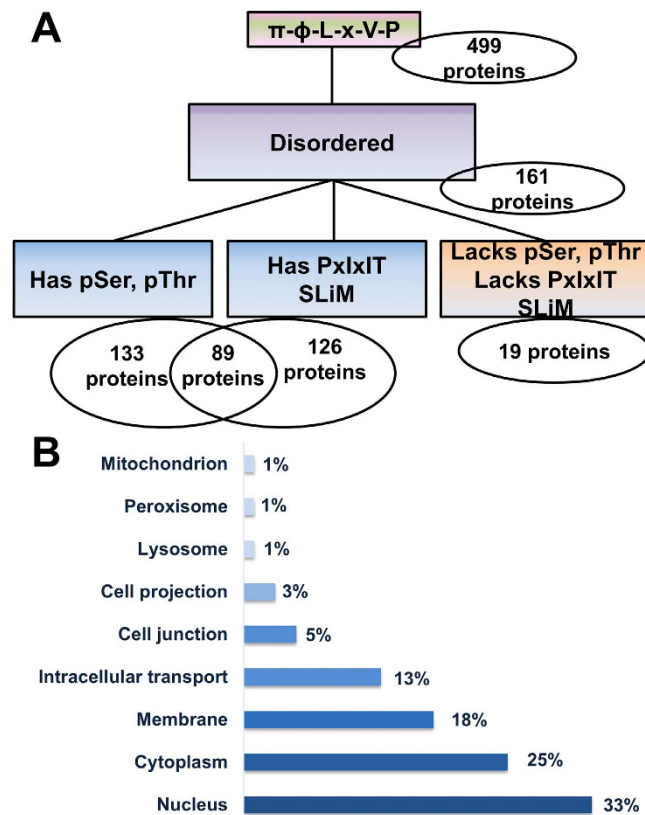 A
π-ϕ-L-x-V-P
499
proteins
Disordered
161
proteins
Has pSer, pThr
Has PxIxIT
SLiM
Lacks pSer, pThr
Lacks PxIxIT
SLiM
133
proteins
89
proteins
126
proteins
19 proteins
B
Mitochondrion 1%
Peroxisome 1%
Lysosome 1%
Cell projection 3%
Cell junction 5%
Intracellular transport 13%
Membrane 18%
Cytoplasm 25%
Nucleus 33%